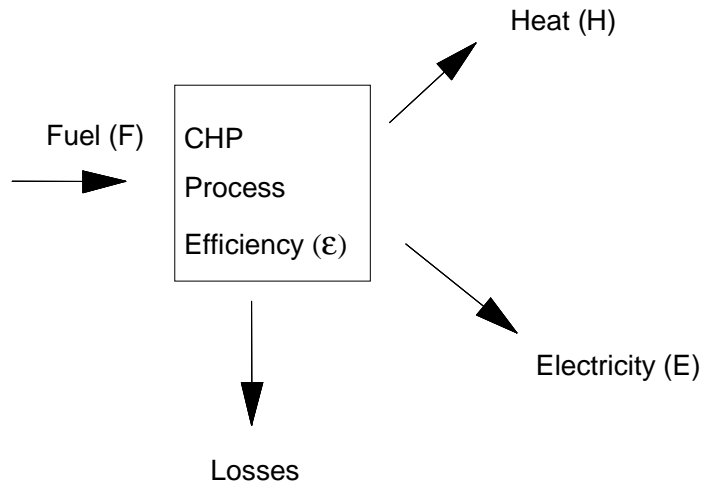 Heat (H)
Fuel (F)
CHP
Process
Efficiency (ε)
Electricity (E)
Losses